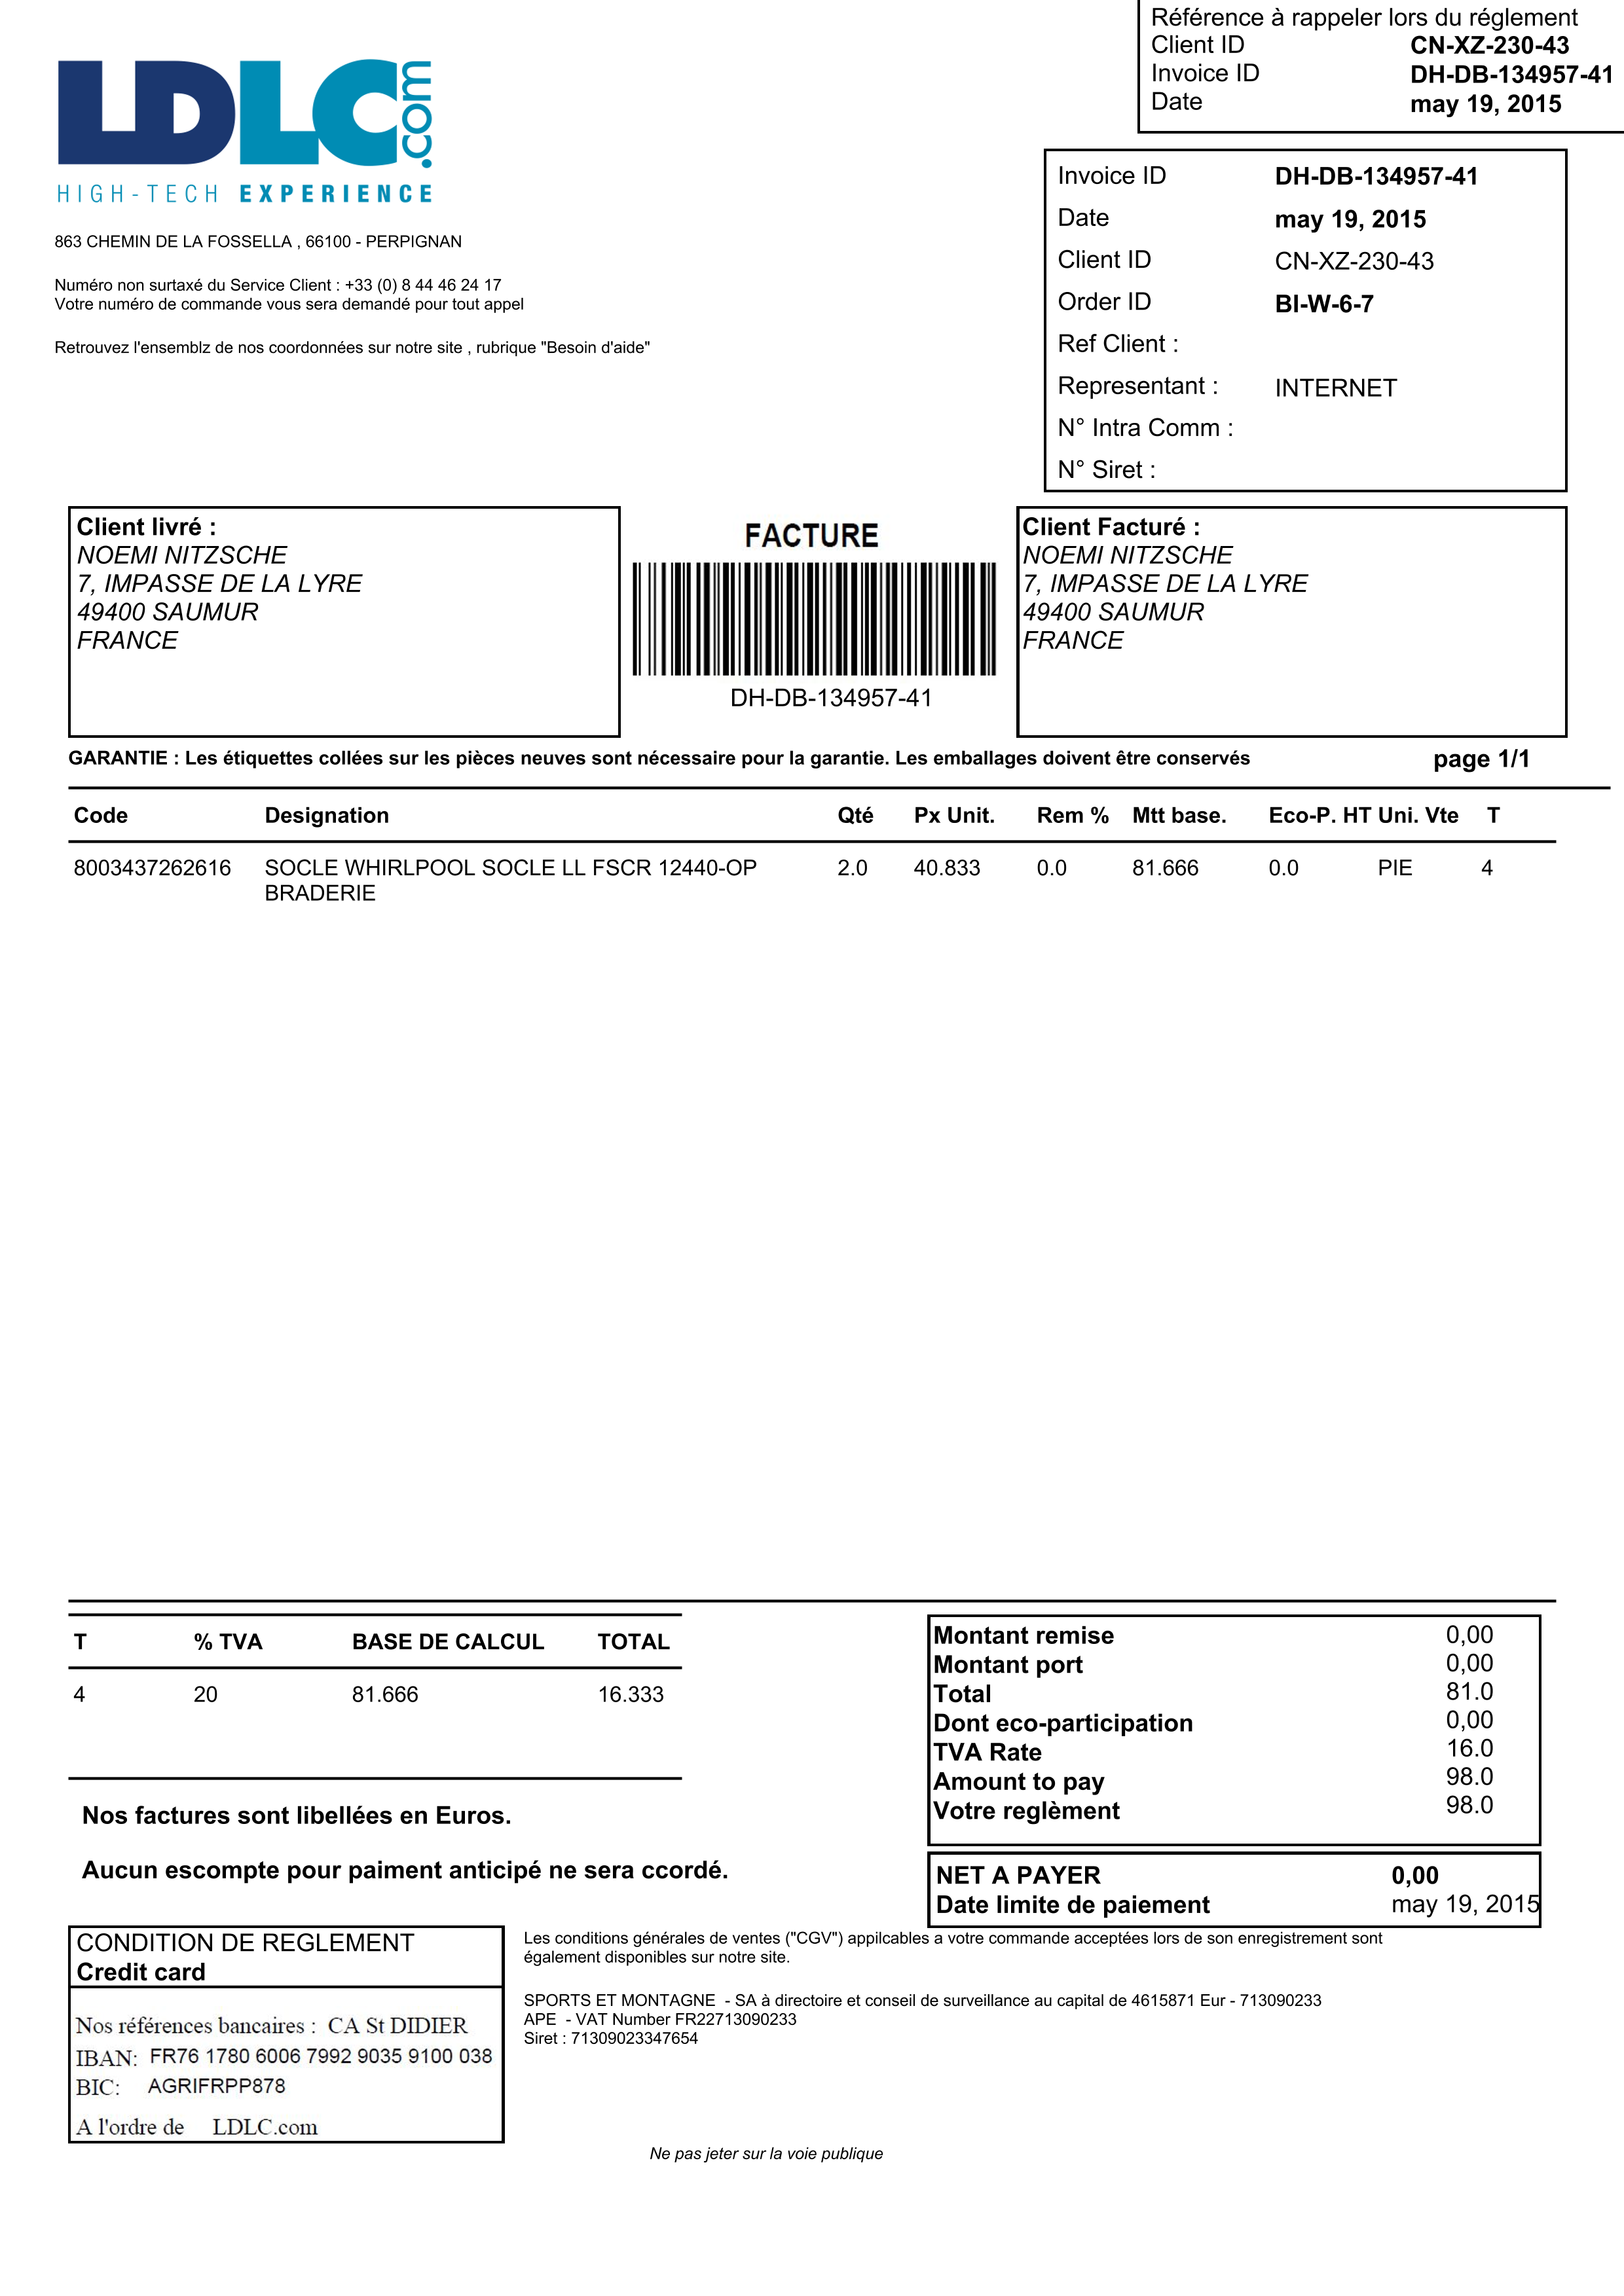 Référence à rappeler lors du réglement
Client ID CN-XZ-230-43
Invoice ID DH-DB-134957-41
Date may 19, 2015
LDLC.com
HIGH-TECH EXPERIENCE
863 CHEMIN DE LA FOSSELLA , 66100 - PERPIGNAN
Numéro non surtaxé du Service Client : +33 (0) 8 44 46 24 17
Votre numéro de commande vous sera demandé pour tout appel
Retrouvez l'ensemblz de nos coordonnées sur notre site , rubrique "Besoin d'aide"
Invoice ID DH-DB-134957-41
Date may 19, 2015
Client ID CN-XZ-230-43
Order ID BI-W-6-7
Ref Client :
Representant : INTERNET
N° Intra Comm :
N° Siret :
Client livré :
NOEMI NITZSCHE
7, IMPASSE DE LA LYRE
49400 SAUMUR
FRANCE
FACTURE
DH-DB-134957-41
Client Facturé :
NOEMI NITZSCHE
7, IMPASSE DE LA LYRE
49400 SAUMUR
FRANCE
GARANTIE : Les étiquettes collées sur les pièces neuves sont nécessaire pour la garantie. Les emballages doivent être conservés page 1/1
Code Designation Qté Px Unit. Rem % Mtt base. Eco-P. HT Uni. Vte T
8003437262616 SOCLE WHIRLPOOL SOCLE LL FSCR 12440-OP 2.0 40.833 0.0 81.666 0.0 PIE 4
BRADERIE
T % TVA BASE DE CALCUL TOTAL
4 20 81.666 16.333
Nos factures sont libellées en Euros.
Aucun escompte pour paiment anticipé ne sera ccordé.
Montant remise 0,00
Montant port 0,00
Total 81.0
Dont eco-participation 0,00
TVA Rate 16.0
Amount to pay 98.0
Votre reglèment 98.0
NET A PAYER 0,00
Date limite de paiement may 19, 2015
CONDITION DE REGLEMENT
Credit card
Nos références bancaires : CA St DIDIER
IBAN: FR76 1780 6006 7992 9035 9100 038
BIC: AGRIFRPP878
A l'ordre de LDLC.com
Les conditions générales de ventes ("CGV") appilcables a votre commande acceptées lors de son enregistrement sont
également disponibles sur notre site.
SPORTS ET MONTAGNE - SA à directoire et conseil de surveillance au capital de 4615871 Eur - 713090233
APE - VAT Number FR22713090233
Siret : 71309023347654
Ne pas jeter sur la voie publique